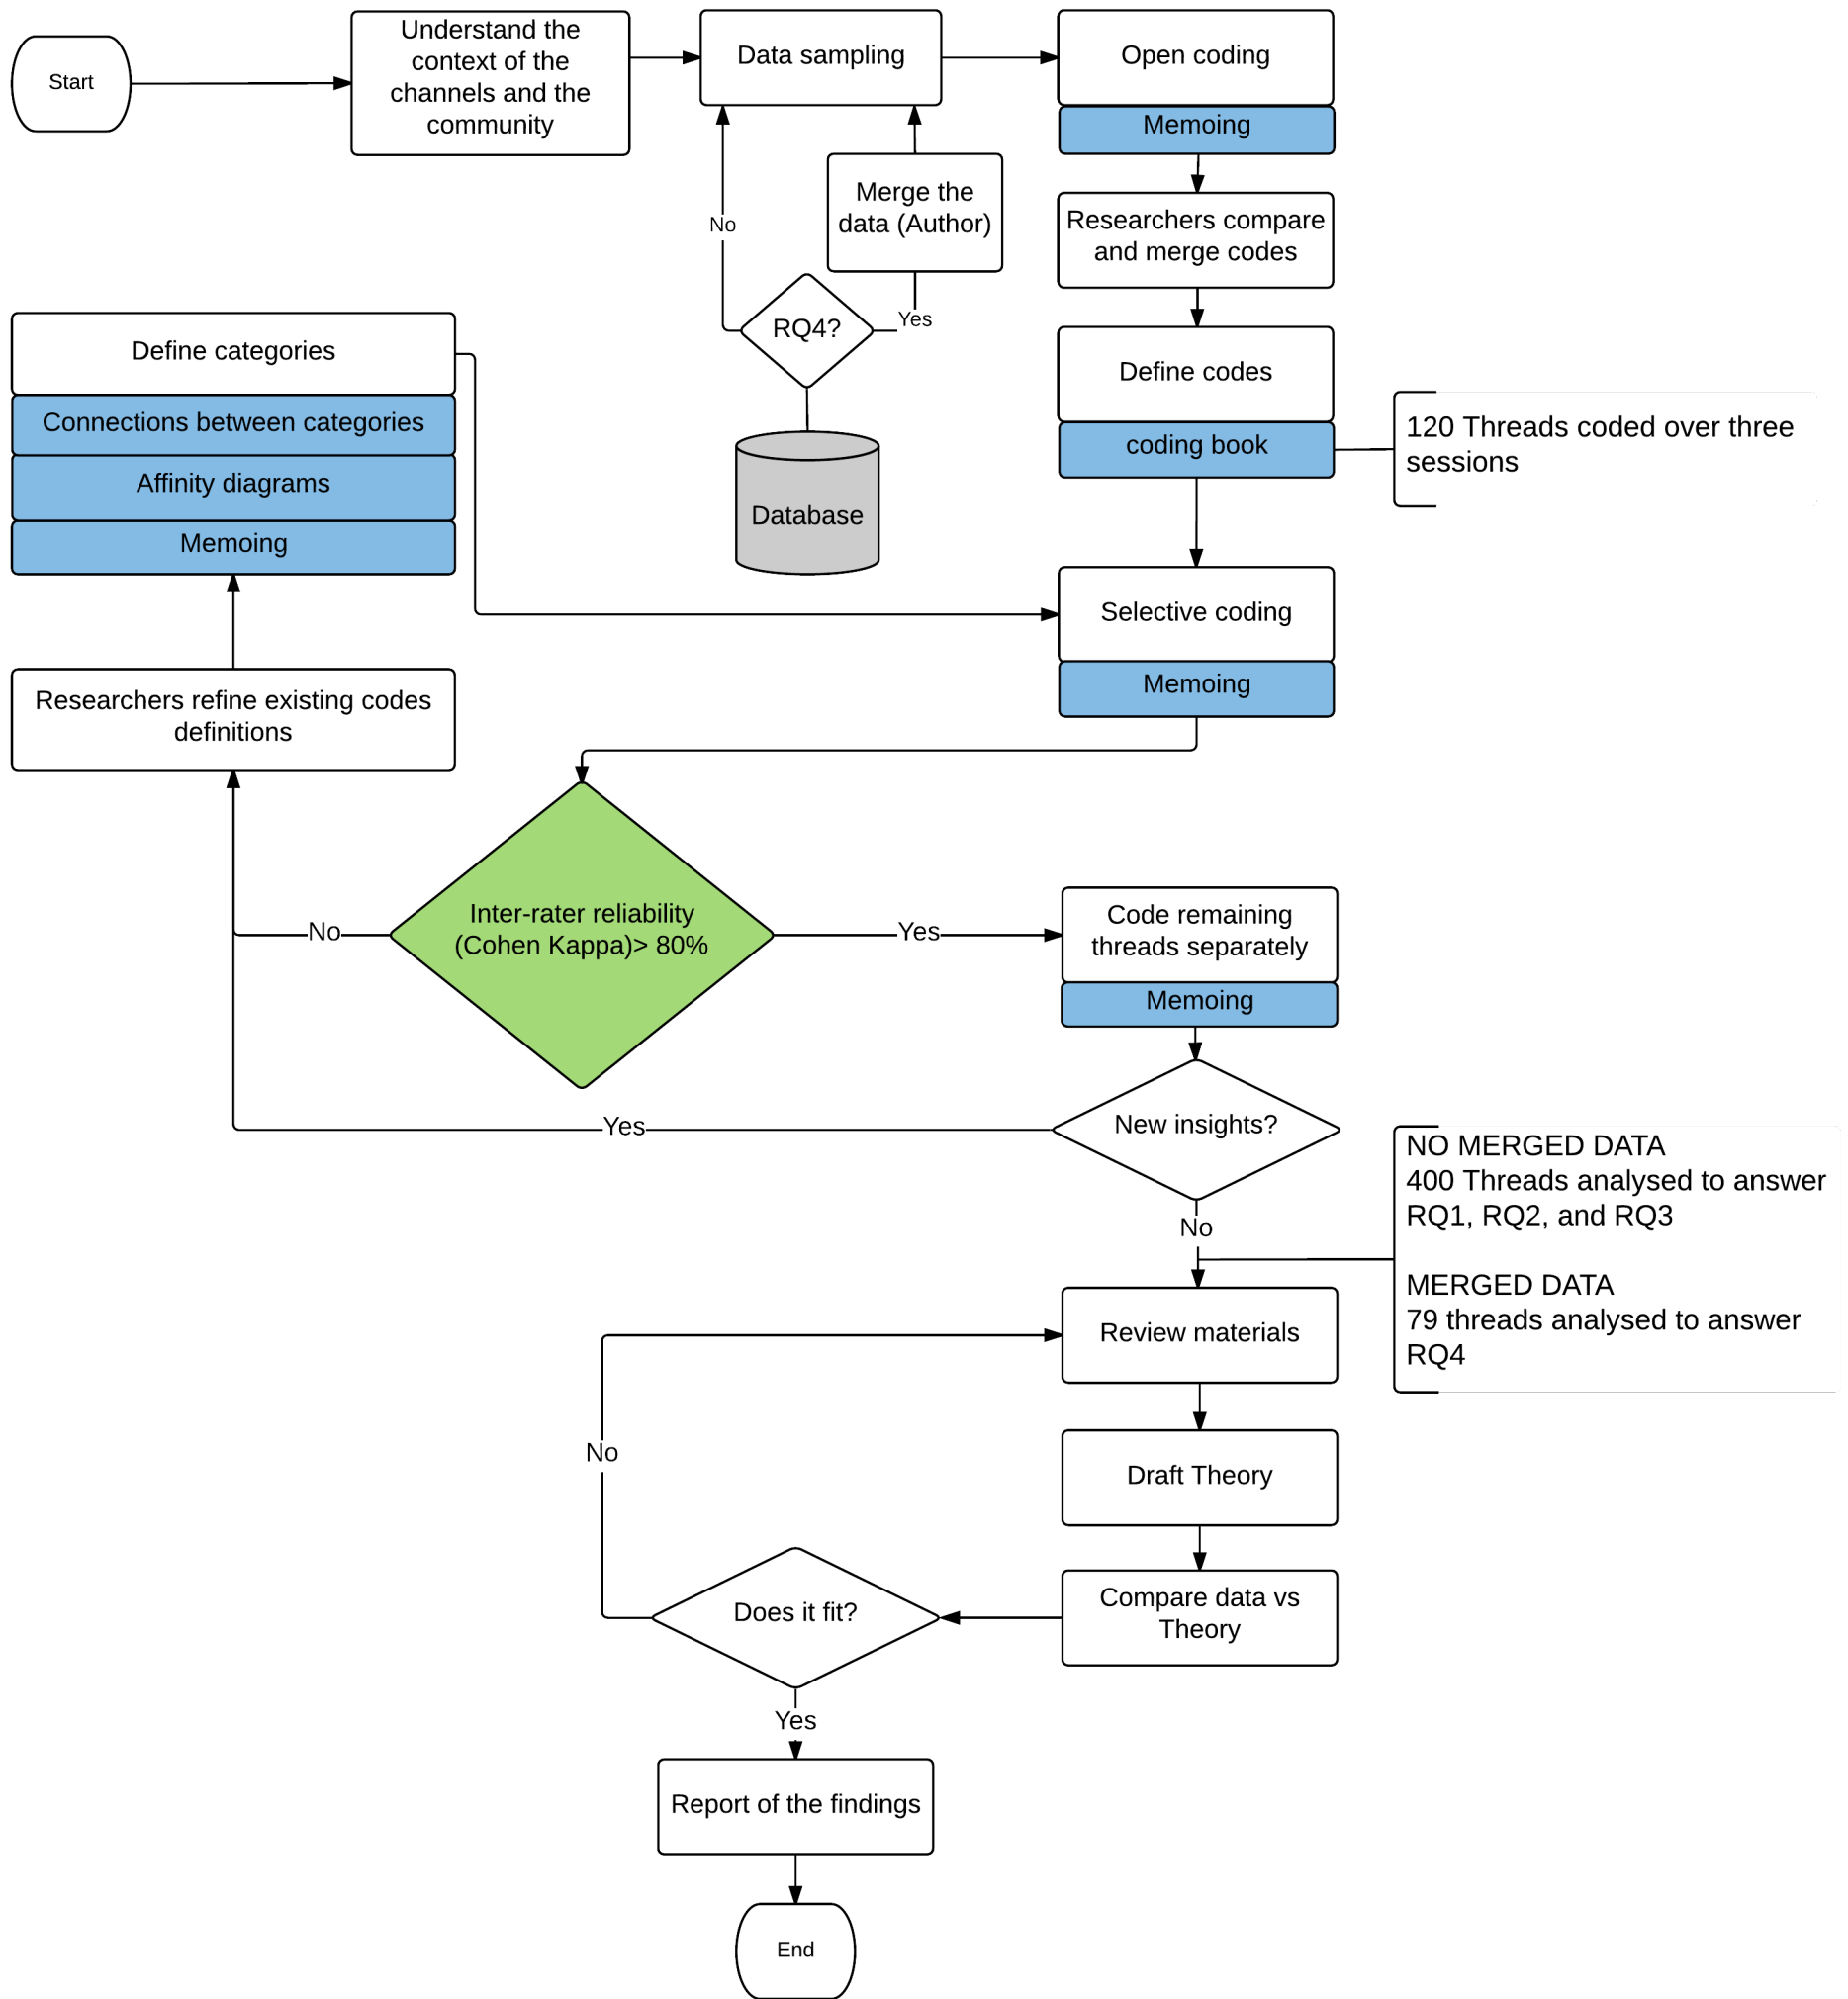 Start
Understand the
context of the
channels and the
community
Data sampling
Open coding
Memoing
Merge the
data (Author)
No
Yes
RQ4?
Database
Researchers compare
and merge codes
Define codes
coding book
120 Threads coded over three
sessions
Define categories
Connections between categories
Affinity diagrams
Memoing
Selective coding
Memoing
Researchers refine existing codes
definitions
Inter-rater reliability
(Cohen Kappa)> 80%
No
Yes
Code remaining
threads separately
Memoing
New insights?
Yes
No
NO MERGED DATA
400 Threads analysed to answer
RQ1, RQ2, and RQ3
MERGED DATA
79 threads analysed to answer
RQ4
Review materials
Draft Theory
Compare data vs
Theory
Does it fit?
No
Yes
Report of the findings
End